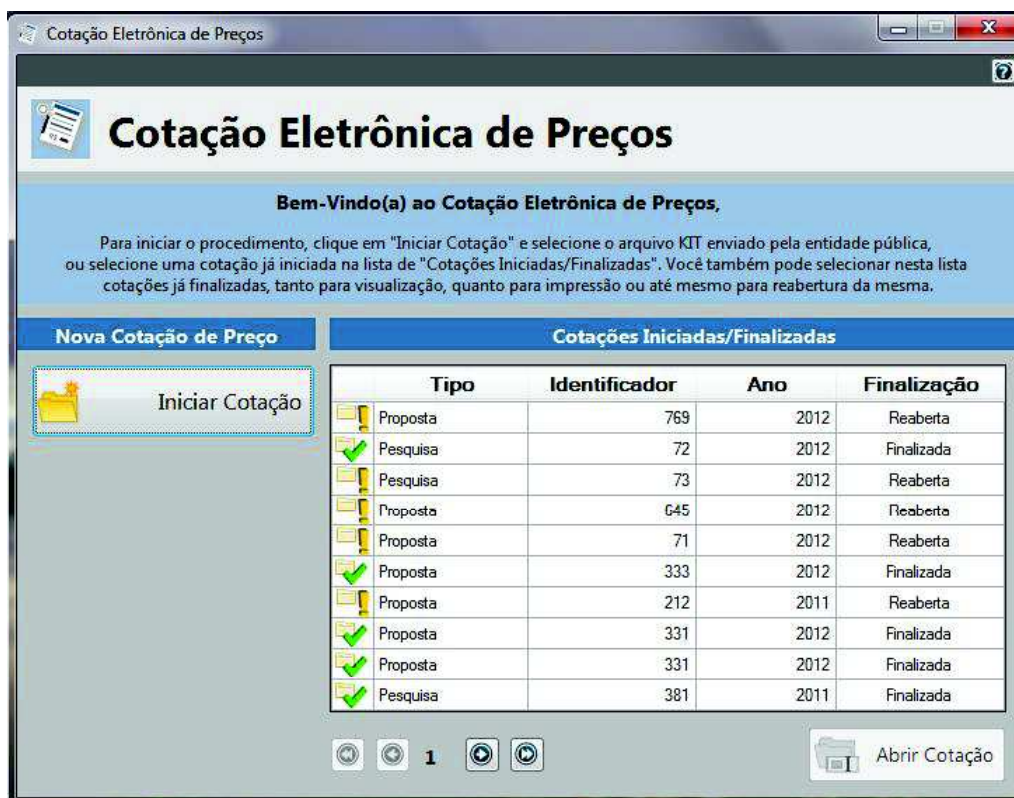 Cotação Eletrônica de Preços
Cotação Eletrônica de Preços
Bem-Vindo(a) ao Cotação Eletrônica de Preços,
Para iniciar o procedimento, clique em "Iniciar Cotação" e selecione o arquivo KIT enviado pela entidade pública,
ou selecione uma cotação já iniciada na lista de "Cotações Iniciadas/Finalizadas". Você também pode selecionar nesta lista
cotações já finalizadas, tanto para visualização, quanto para impressão ou até mesmo para reabertura da mesma.
Nova Cotação de Preço
Iniciar Cotação
Cotações Iniciadas/Finalizadas
Tipo Identificador Ano Finalização
Proposta 769 2012 Reaberta
Pesquisa 72 2012 Finalizada
Pesquisa 73 2012 Reaberta
Proposta 645 2012 Reaberta
Proposta 71 2012 Reaberta
Proposta 333 2012 Finalizada
Proposta 212 2011 Reaberta
Proposta 331 2012 Finalizada
Proposta 331 2012 Finalizada
Pesquisa 381 2011 Finalizada
1
Abrir Cotação